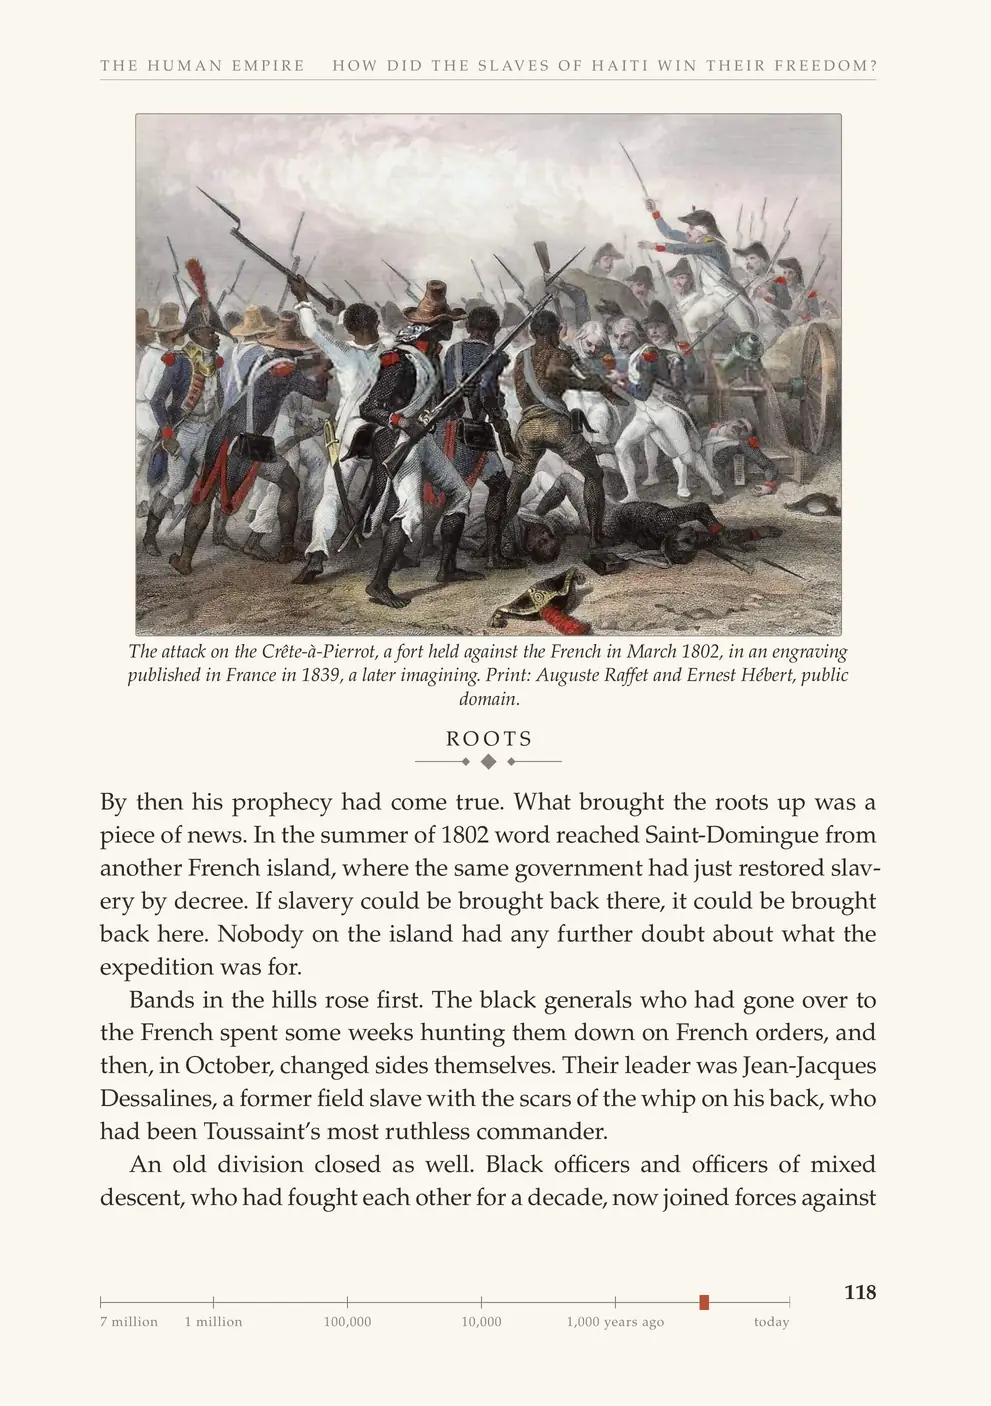 THE HUMAN EMPIRE HOW DID THE SLAVES OF HAITI WIN THEIR FREEDOM?
The attack on the Crête-à-Pierrot, a fort held against the French in March 1802, in an engraving
published in France in 1839, a later imagining. Print: Auguste Raffet and Ernest Hébert, public
domain.
ROOTS
By then his prophecy had come true. What brought the roots up was a
piece of news. In the summer of 1802 word reached Saint-Domingue from
another French island, where the same government had just restored slav-
ery by decree. If slavery could be brought back there, it could be brought
back here. Nobody on the island had any further doubt about what the
expedition was for.
Bands in the hills rose first. The black generals who had gone over to
the French spent some weeks hunting them down on French orders, and
then, in October, changed sides themselves. Their leader was Jean-Jacques
Dessalines, a former field slave with the scars of the whip on his back, who
had been Toussaint’s most ruthless commander.
An old division closed as well. Black officers and officers of mixed
descent, who had fought each other for a decade, now joined forces against
118
7 million 1 million 100,000 10,000 1,000 years ago today